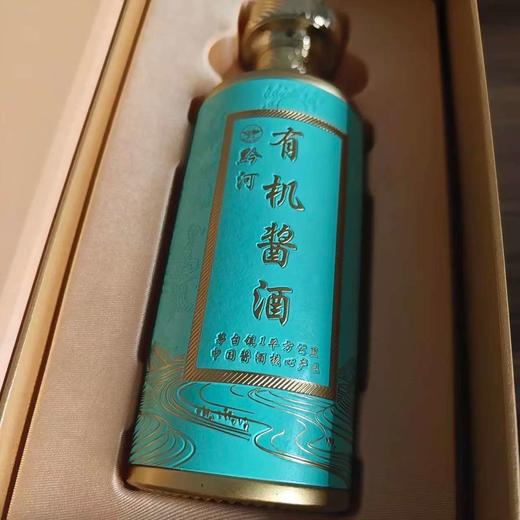 黔河
有机酱酒
茅台镇1平方公里
中国酱酒核心产区